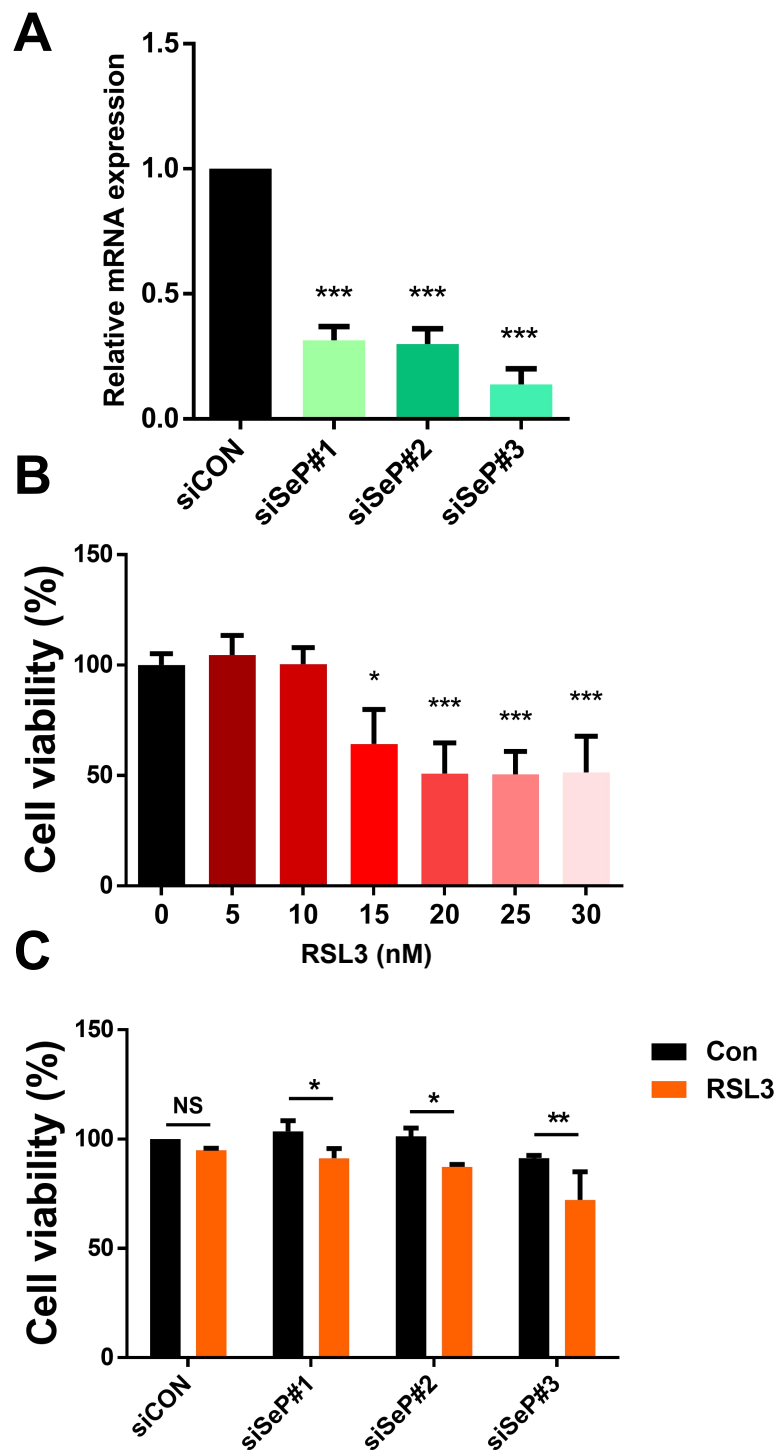 A
Relative mRNA expression
1.5
1.0
0.5
0.0
***
***
***
siCON
siSeP#1
siSeP#2
siSeP#3
B
Cell viability (%)
150
100
50
0
*
***
***
***
0 5 10 15 20 25 30
RSL3 (nM)
C
Cell viability (%)
150
100
50
0
NS
*
*
**
Con
RSL3
siCON
siSeP#1
siSeP#2
siSeP#3